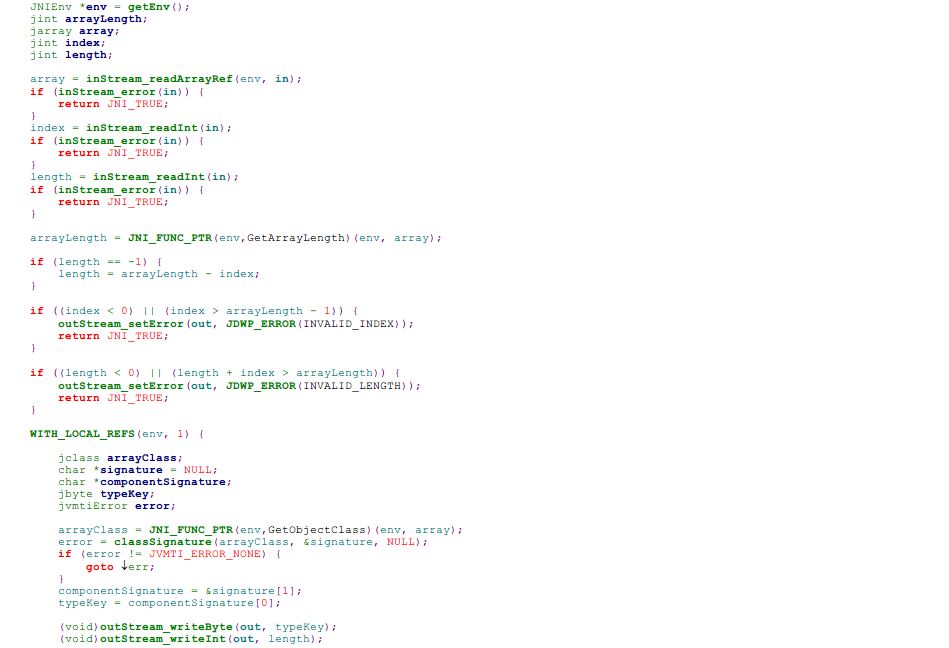 JNIEnv *env = getEnv();
jint arrayLength;
jarray array;
jint index;
jint length;

array = inStream_readArrayRef(env, in);
if (inStream_error(in)) {
    return JNI_TRUE;
}
index = inStream_readInt(in);
if (inStream_error(in)) {
    return JNI_TRUE;
}
length = inStream_readInt(in);
if (inStream_error(in)) {
    return JNI_TRUE;
}

arrayLength = JNI_FUNC_PTR(env,GetArrayLength)(env, array);

if (length == -1) {
    length = arrayLength - index;
}

if ((index < 0) || (index > arrayLength - 1)) {
    outStream_setError(out, JDWP_ERROR(INVALID_INDEX));
    return JNI_TRUE;
}

if ((length < 0) || (length + index > arrayLength)) {
    outStream_setError(out, JDWP_ERROR(INVALID_LENGTH));
    return JNI_TRUE;
}

WITH_LOCAL_REFS(env, 1) {

    jclass arrayClass;
    char *signature = NULL;
    char *componentSignature;
    jbyte typeKey;
    jvmtiError error;

    arrayClass = JNI_FUNC_PTR(env,GetObjectClass)(env, array);
    error = classSignature(arrayClass, &signature, NULL);
    if (error != JVMTI_ERROR_NONE) {
        goto ↓err;
    }
    componentSignature = &signature[1];
    typeKey = componentSignature[0];

    (void)outStream_writeByte(out, typeKey);
    (void)outStream_writeInt(out, length);